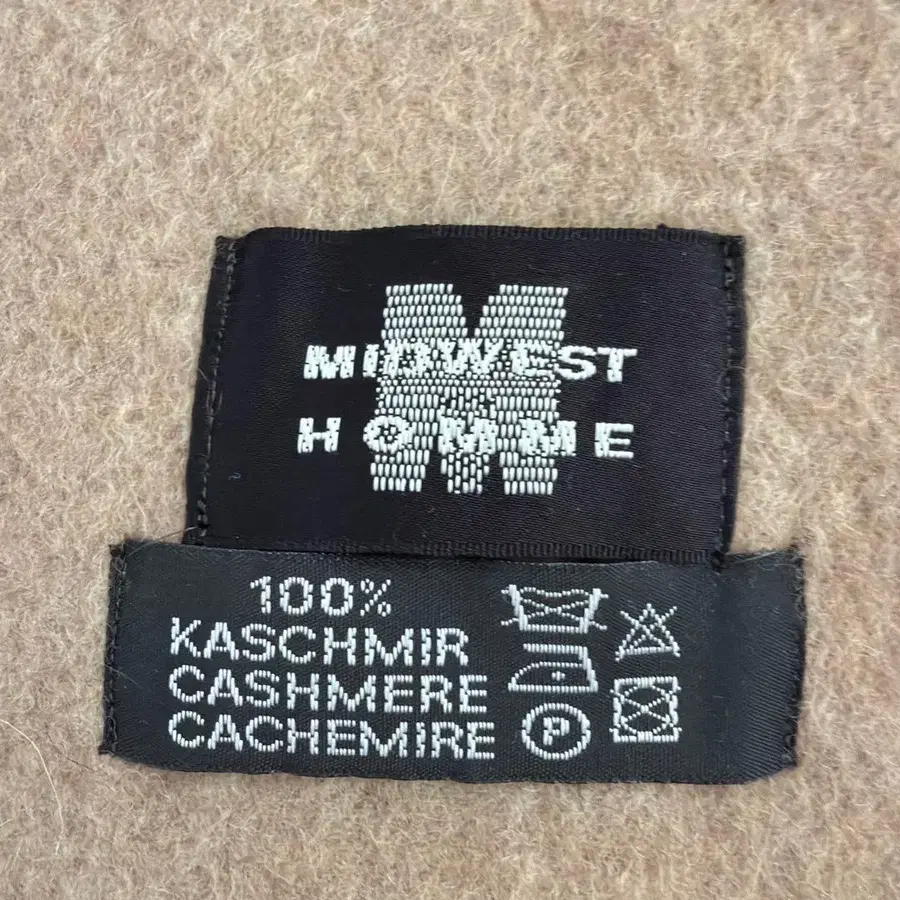 M
MIDWEST
HOMME
100%
KASCHMIR
CASHMERE
CACHEMIRE
P